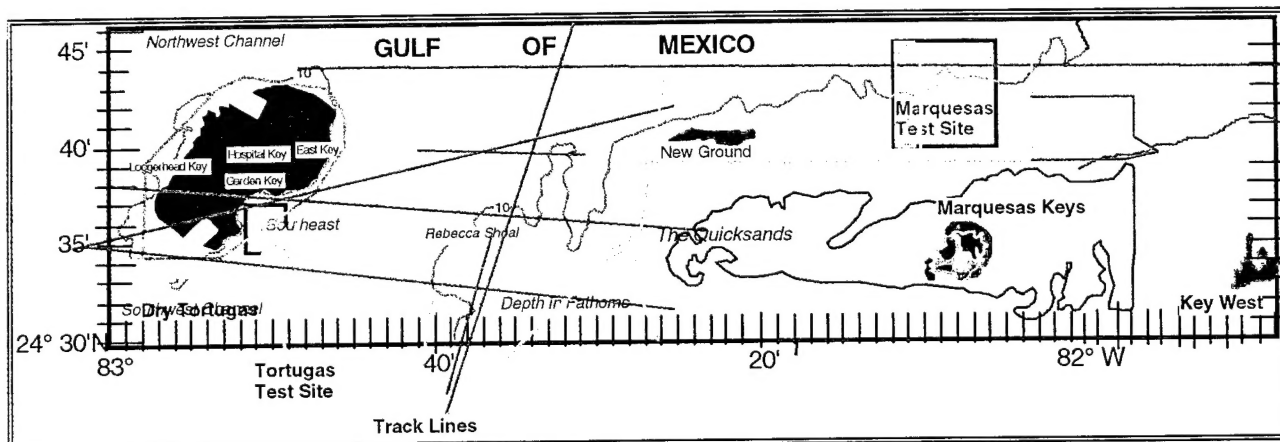 45'
Northwest Channel
GULF OF MEXICO
10
Marquesas
Test Site
40'
Loggerhead Key
Hospital Key
East Key
Garden Key
New Ground
10
Southeast
Rebecca Shoal
The Quicksands
Marquesas Keys
35'
Southwest Channel
Dry Tortugas
Depth in Fathoms
Key West
24° 30'N
83°
40'
20'
82° W
Tortugas
Test Site
Track Lines